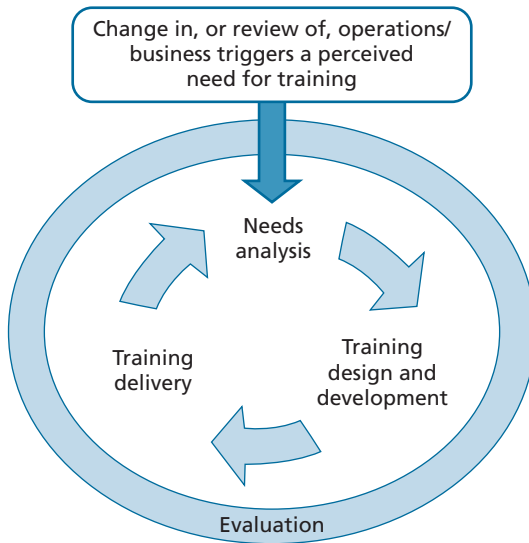 Change in, or review of, operations/
business triggers a perceived
need for training
Needs
analysis
Training
design and
development
Training
delivery
Evaluation